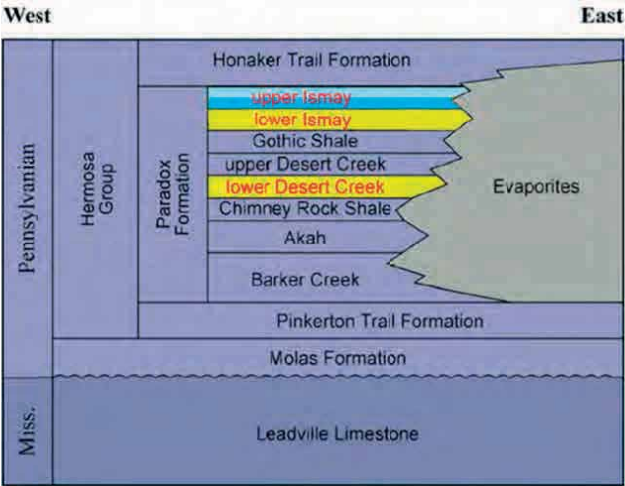 West
East
Honaker Trail Formation
upper Ismay
lower Ismay
Gothic Shale
upper Desert Creek
lower Desert Creek
Chimney Rock Shale
Akah
Barker Creek
Evaporites
Paradox
Formation
Hermosa
Group
Pennsylvanian
Pinkerton Trail Formation
Molas Formation
Miss.
Leadville Limestone